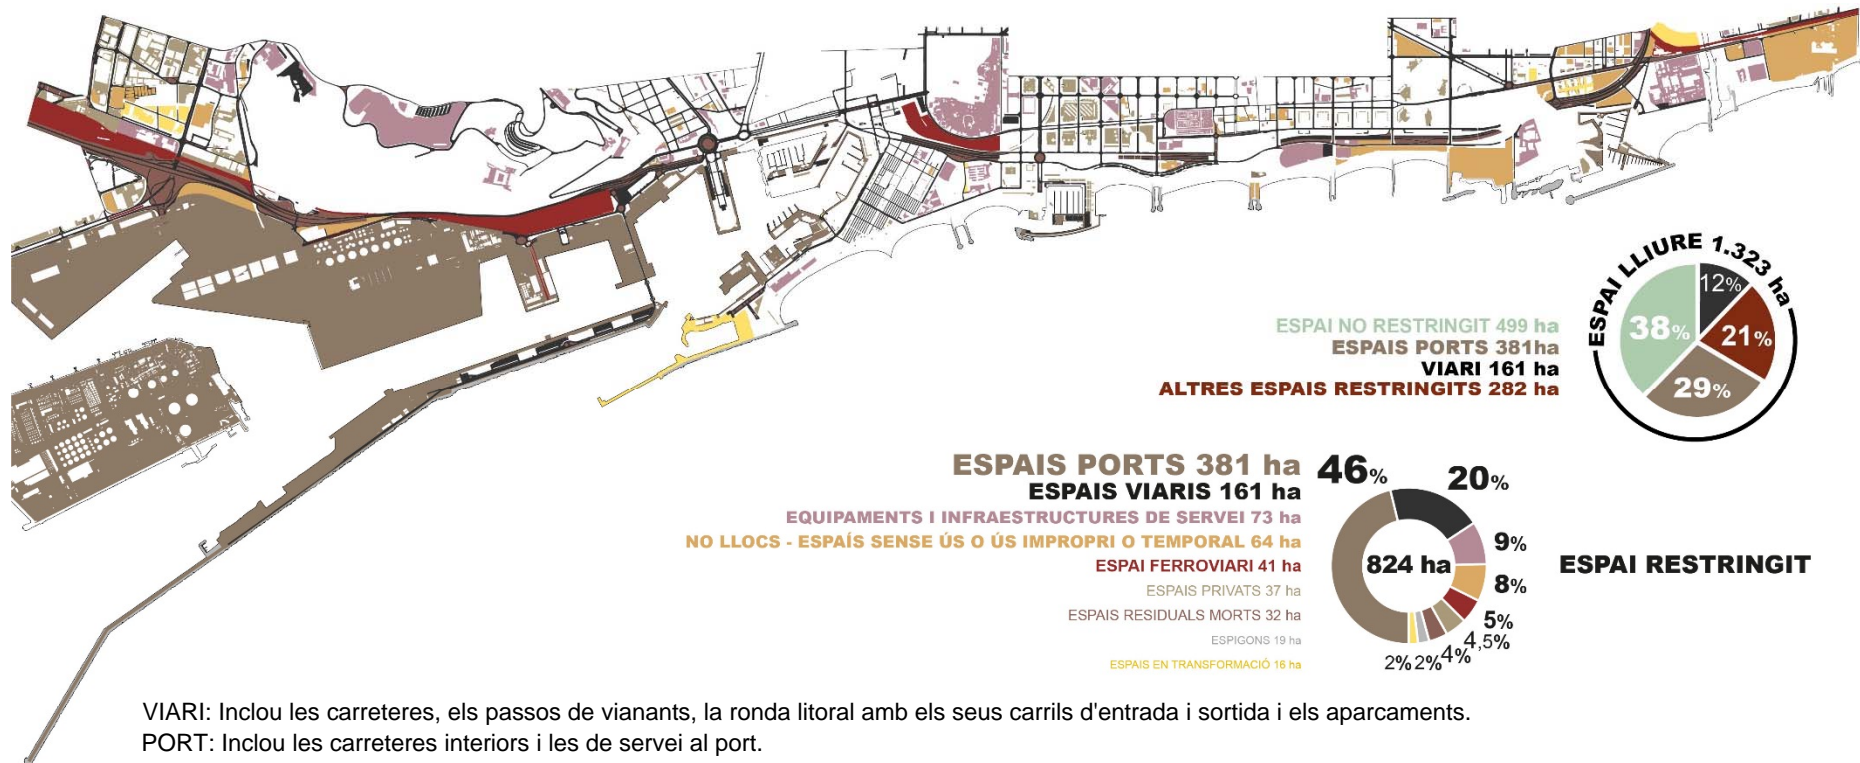 ESPAI LLIURE 1.323 ha
12%
38%
21%
29%
ESPAI NO RESTRINGIT 499 ha
ESPAIS PORTS 381ha
VIARI 161 ha
ALTRES ESPAIS RESTRINGITS 282 ha
ESPAIS PORTS 381 ha
ESPAIS VIARIS 161 ha
EQUIPAMENTS I INFRAESTRUCTURES DE SERVEI 73 ha
NO LLOCS - ESPAÍS SENSE ÚS O ÚS IMPROPRI O TEMPORAL 64 ha
ESPAI FERROVIARI 41 ha
ESPAIS PRIVATS 37 ha
ESPAIS RESIDUALS MORTS 32 ha
ESPIGONS 19 ha
ESPAIS EN TRANSFORMACIÓ 16 ha
46%
20%
9%
8%
5%
4,5%
4%
2%
2%
824 ha
ESPAI RESTRINGIT
VIARI: Inclou les carreteres, els passos de vianants, la ronda litoral amb els seus carrils d'entrada i sortida i els aparcaments.
PORT: Inclou les carreteres interiors i les de servei al port.